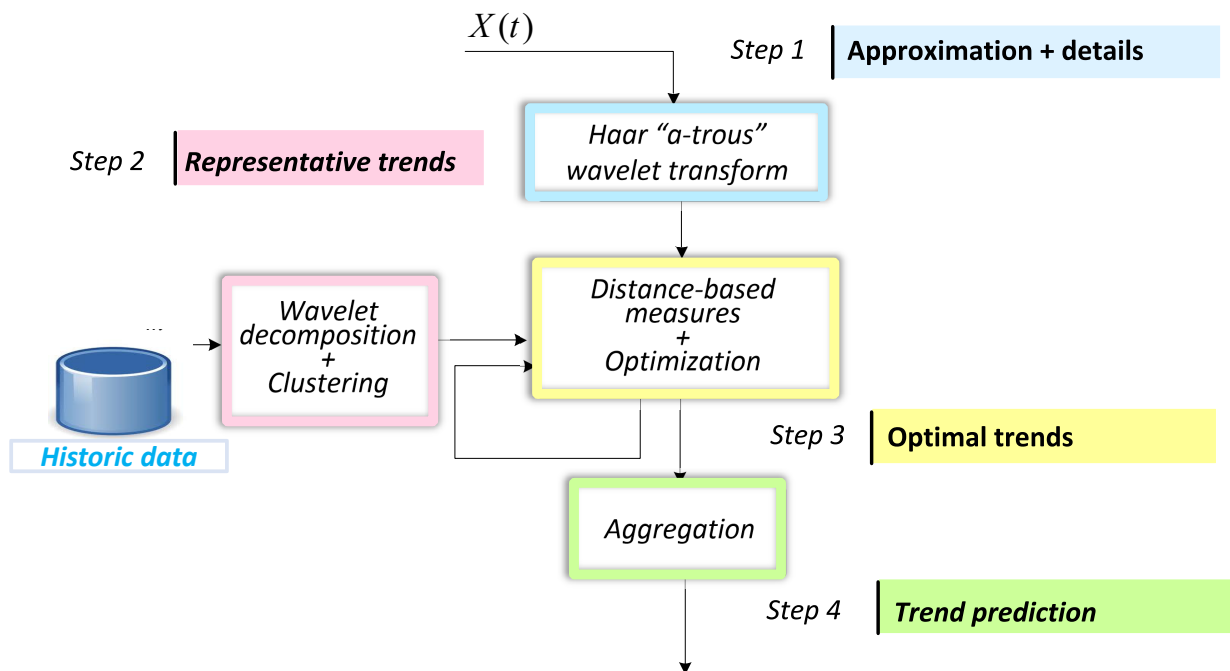 X(t)
Step 1
Approximation + details
Haar “a-trous”
wavelet transform
Step 2
Representative trends
Distance-based
measures
+
Optimization
Wavelet
decomposition
+
Clustering
Historic data
Step 3
Optimal trends
Aggregation
Step 4
Trend prediction